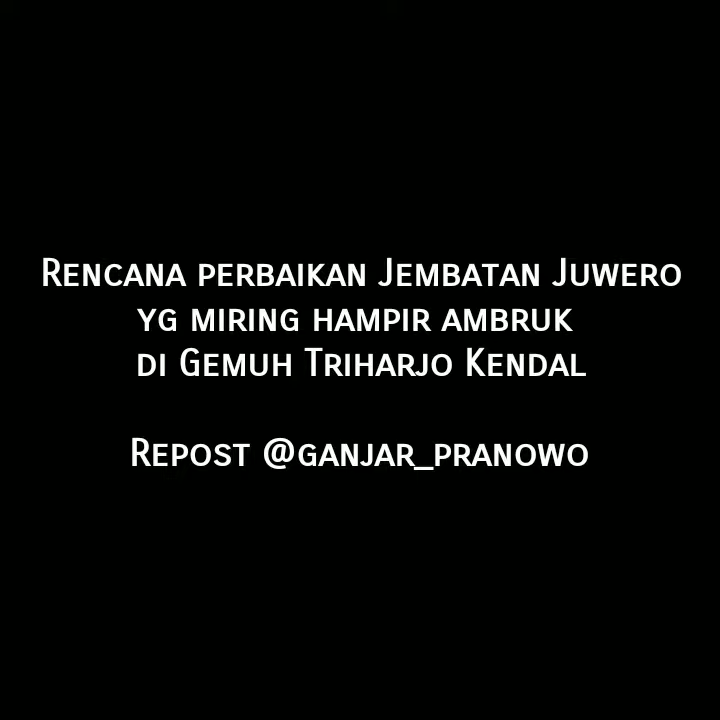 Rencana perbaikan Jembatan Juwero
yg miring hampir ambruk
di Gemuh Triharjo Kendal
Repost @ganjar_pranowo